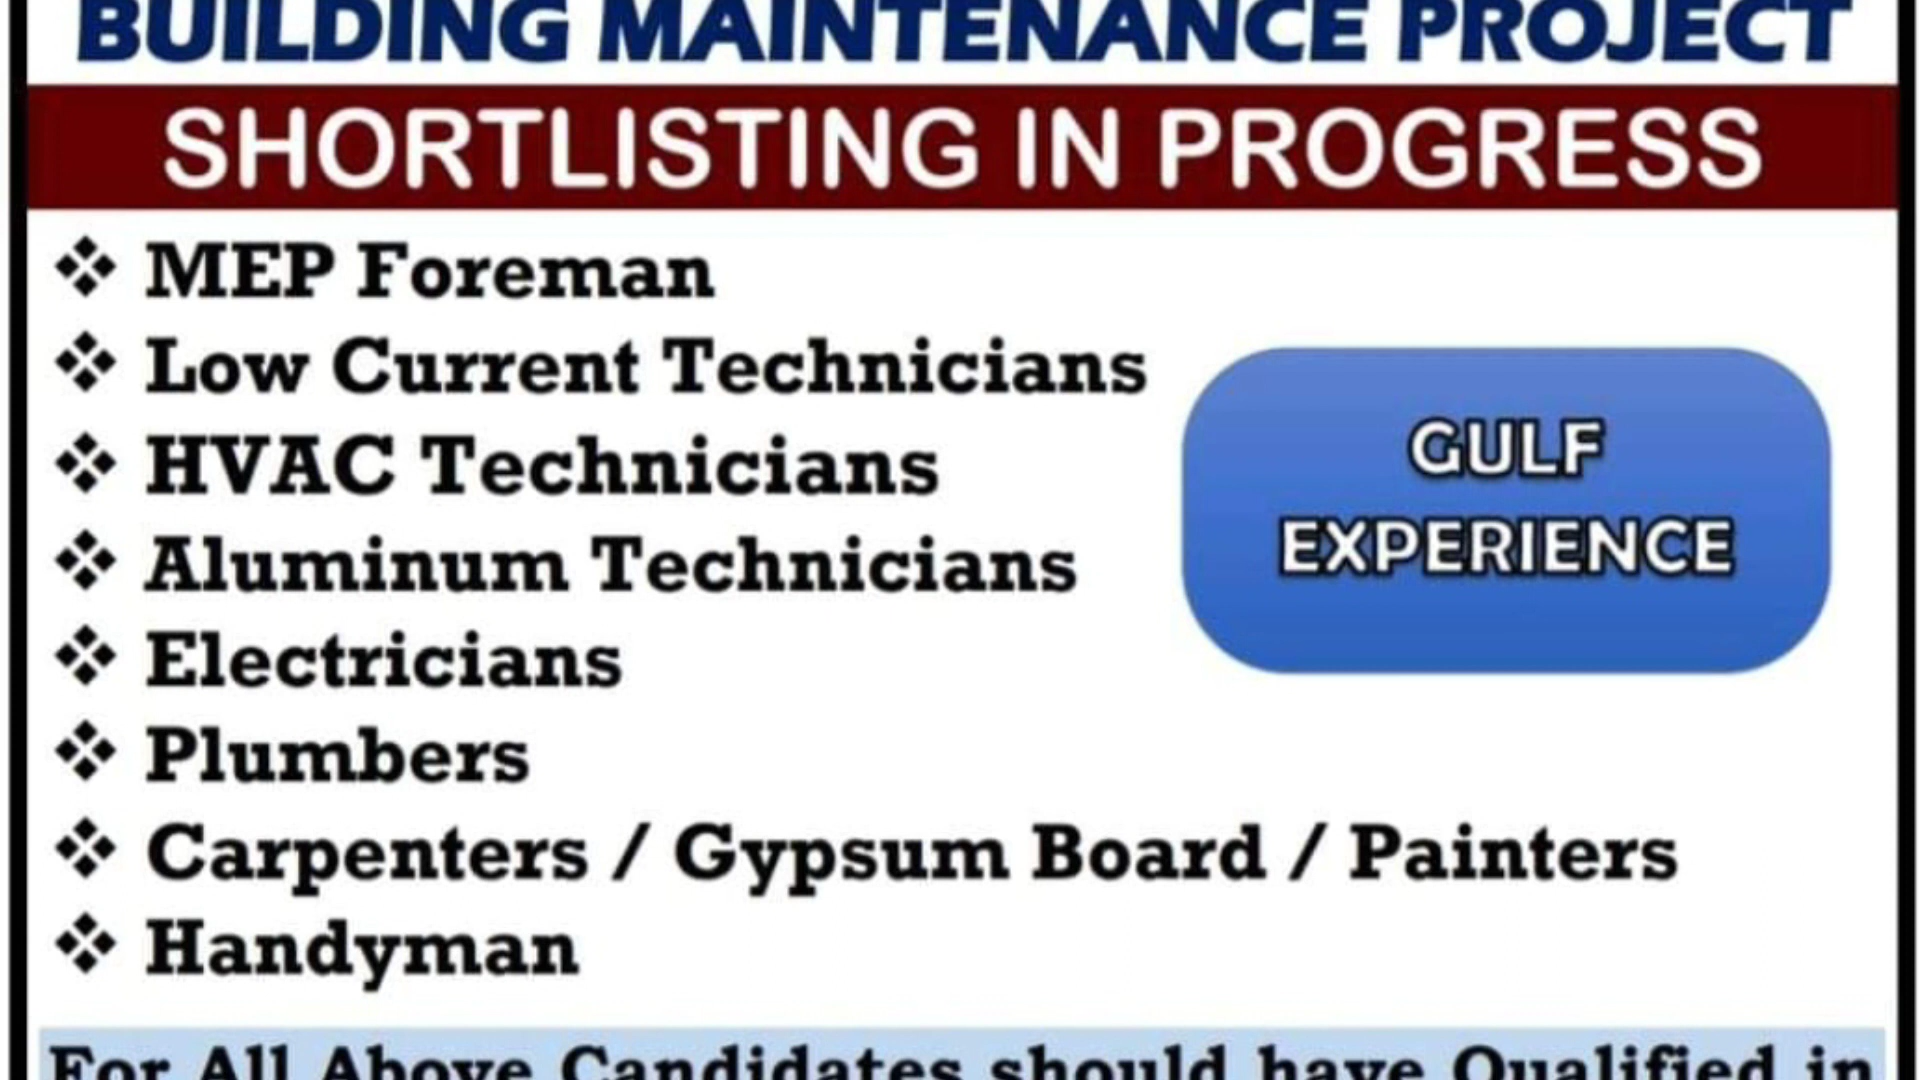 BUILDING MAINTENANCE PROJECT
SHORTLISTING IN PROGRESS
❖ MEP Foreman
❖ Low Current Technicians
❖ HVAC Technicians
❖ Aluminum Technicians
❖ Electricians
❖ Plumbers
❖ Carpenters / Gypsum Board / Painters
❖ Handyman
GULF
EXPERIENCE
For All Above Candidates should have Qualified in